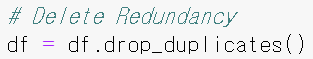 # Delete Redundancy
df = df.drop_duplicates()